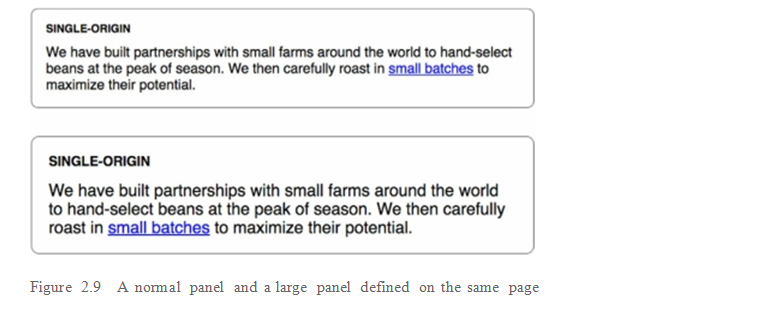 SINGLE-ORIGIN
We have built partnerships with small farms around the world to hand-select
beans at the peak of season. We then carefully roast in small batches to
maximize their potential.
SINGLE-ORIGIN
We have built partnerships with small farms around the world
to hand-select beans at the peak of season. We then carefully
roast in small batches to maximize their potential.
Figure 2.9 A normal panel and a large panel defined on the same page